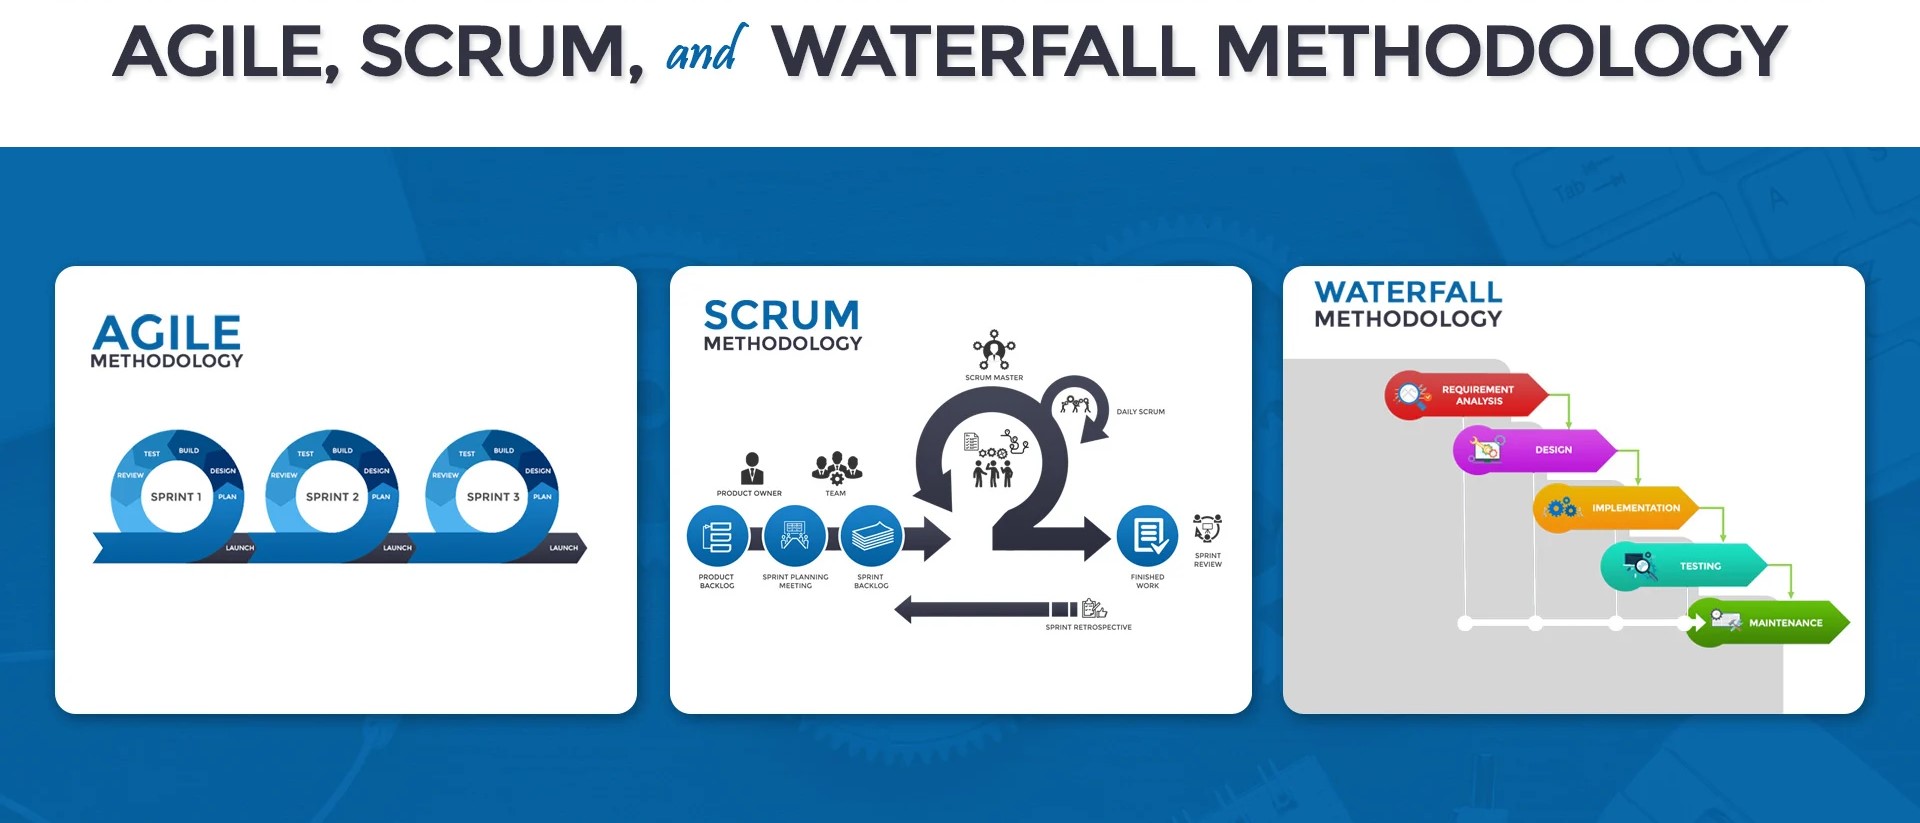 AGILE, SCRUM, and WATERFALL METHODOLOGY
AGILE
METHODOLOGY
TEST
BUILD
REVIEW
DESIGN
SPRINT 1
PLAN
LAUNCH
TEST
BUILD
REVIEW
DESIGN
SPRINT 2
PLAN
LAUNCH
TEST
BUILD
REVIEW
DESIGN
SPRINT 3
PLAN
LAUNCH
SCRUM
METHODOLOGY
SCRUM MASTER
DAILY SCRUM
PRODUCT OWNER
TEAM
PRODUCT
BACKLOG
SPRINT PLANNING
MEETING
SPRINT
BACKLOG
FINISHED
WORK
SPRINT
REVIEW
SPRINT RETROSPECTIVE
WATERFALL
METHODOLOGY
REQUIREMENT
ANALYSIS
DESIGN
IMPLEMENTATION
TESTING
MAINTENANCE
Tab
A